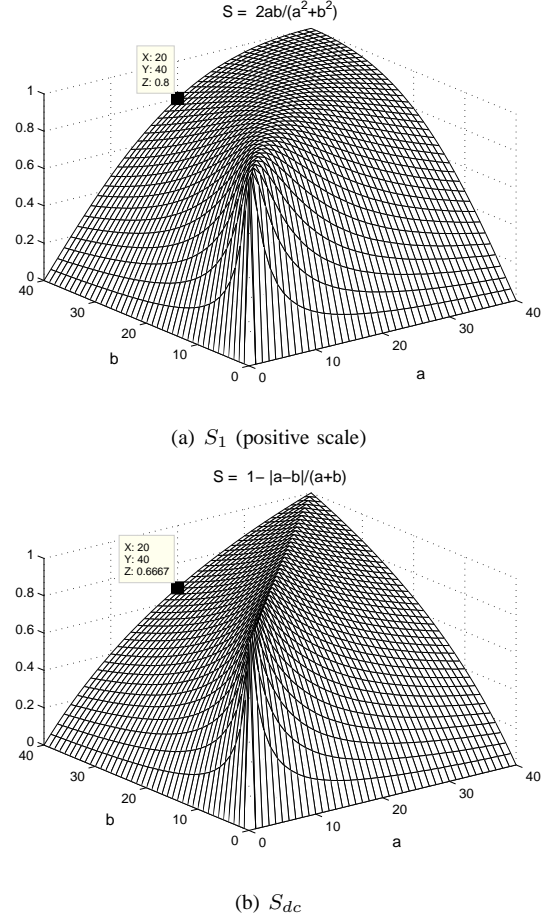 S = 2ab/(a²+b²)
X: 20
Y: 40
Z: 0.8
1
0.8
0.6
0.4
0.2
0
40
30
20
10
0
b
0
10
20
30
40
a
(a) S₁ (positive scale)
S = 1− |a−b|/(a+b)
X: 20
Y: 40
Z: 0.6667
1
0.8
0.6
0.4
0.2
0
40
30
20
10
0
b
0
10
20
30
40
a
(b) S_dc